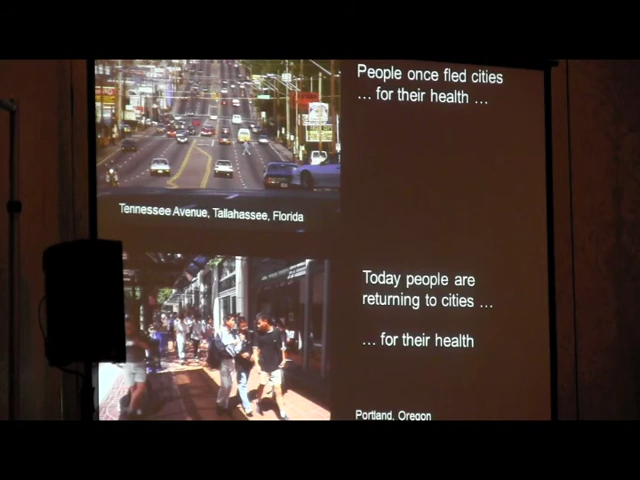 People once fled cities
… for their health …
Tennessee Avenue, Tallahassee, Florida
Today people are
returning to cities …
… for their health
Portland, Oregon